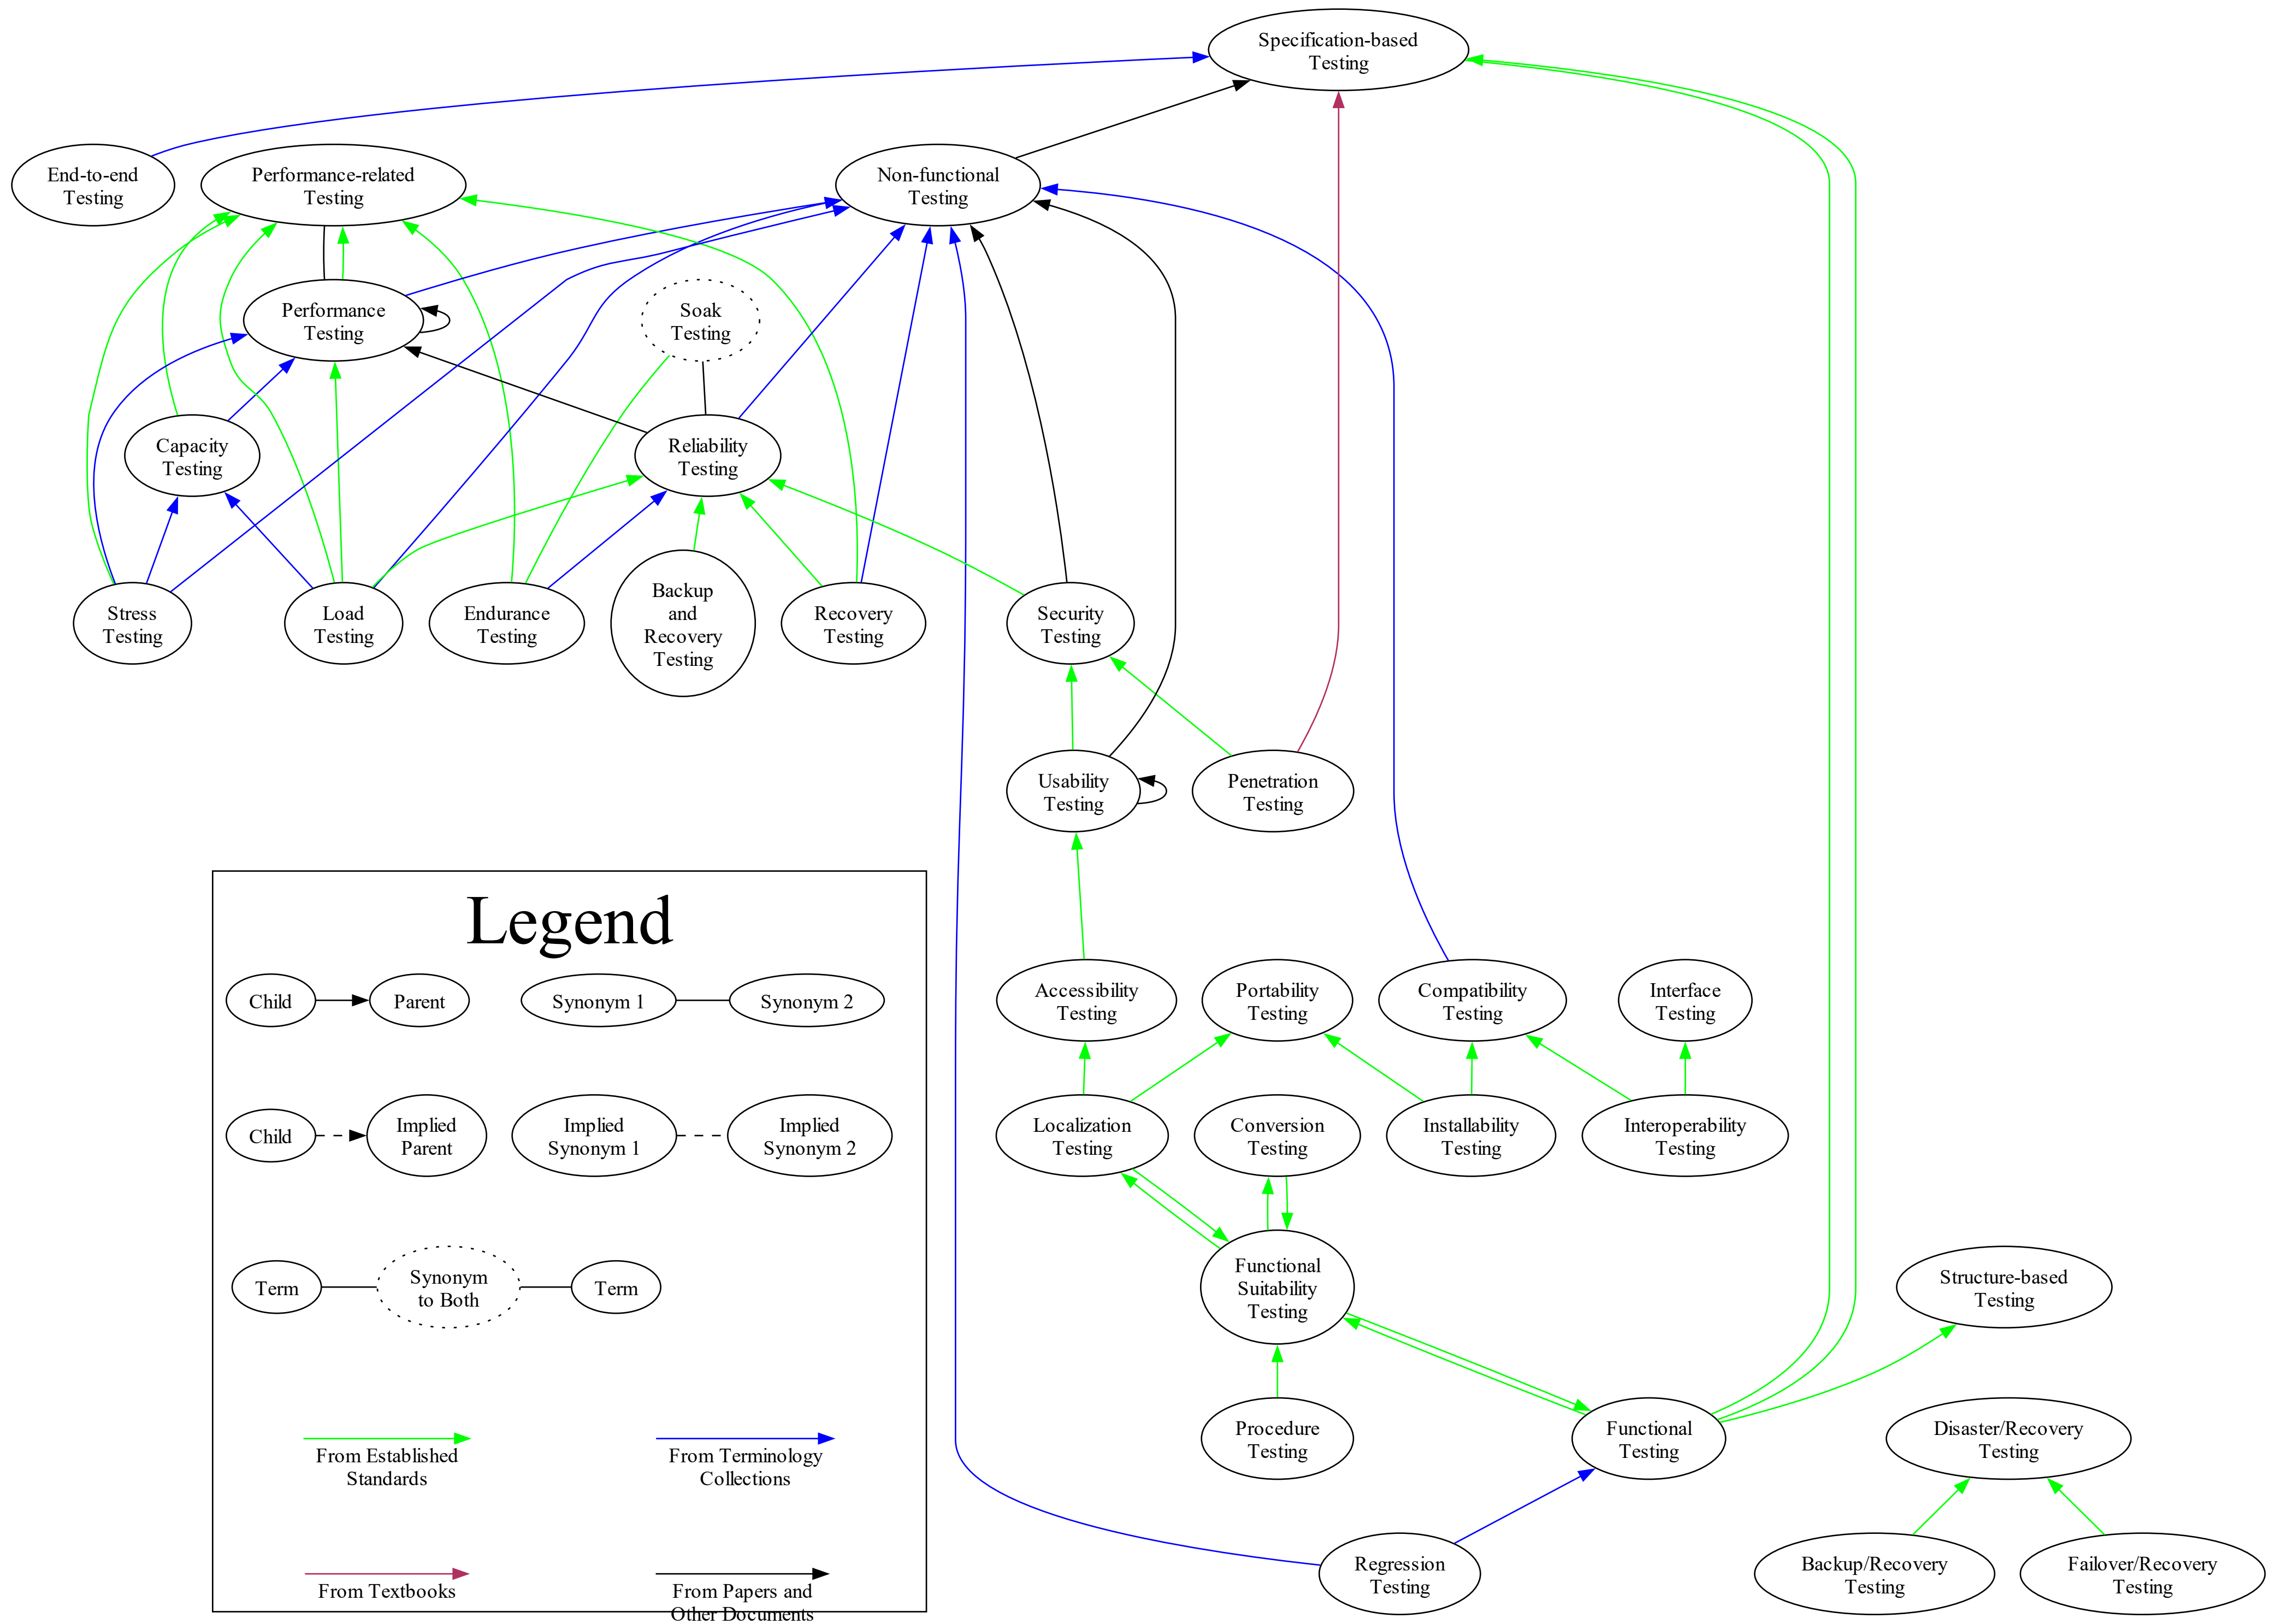 Specification-based
Testing
End-to-end
Testing
Performance-related
Testing
Non-functional
Testing
Performance
Testing
Soak
Testing
Capacity
Testing
Reliability
Testing
Stress
Testing
Load
Testing
Endurance
Testing
Backup
and
Recovery
Testing
Recovery
Testing
Security
Testing
Usability
Testing
Penetration
Testing
Accessibility
Testing
Portability
Testing
Compatibility
Testing
Interface
Testing
Localization
Testing
Conversion
Testing
Installability
Testing
Interoperability
Testing
Functional
Suitability
Testing
Structure-based
Testing
Procedure
Testing
Functional
Testing
Disaster/Recovery
Testing
Regression
Testing
Backup/Recovery
Testing
Failover/Recovery
Testing
Legend
Child
Parent
Synonym 1
Synonym 2
Child
Implied
Parent
Implied
Synonym 1
Implied
Synonym 2
Term
Synonym
to Both
Term
From Established
Standards
From Terminology
Collections
From Textbooks
From Papers and
Other Documents